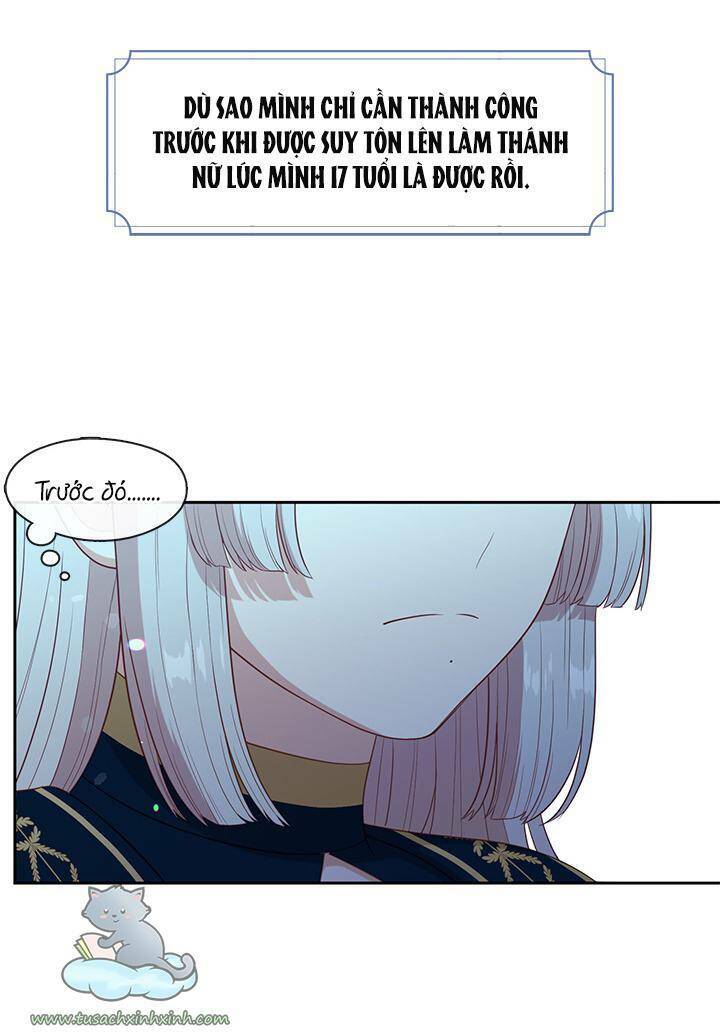 DÙ SAO MÌNH CHỈ CẦN THÀNH CÔNG
TRƯỚC KHI ĐƯỢC SUY TÔN LÊN LÀM THÁNH
NỮ LÚC MÌNH 17 TUỔI LÀ ĐƯỢC RỒI.
Trước đó.......
www.tusachxinhxinh.com